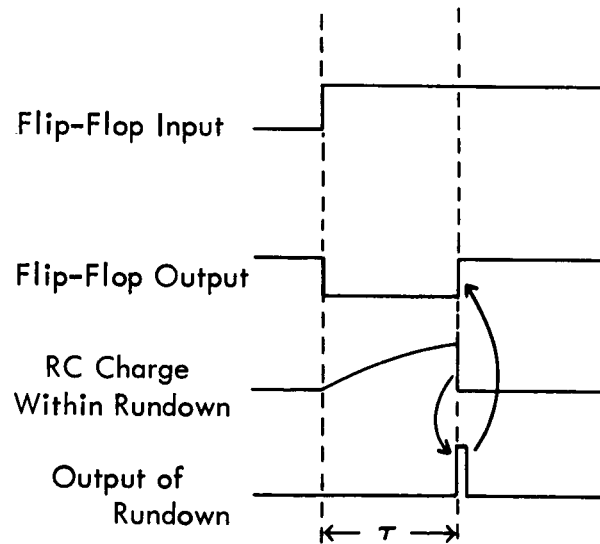 Flip-Flop Input
Flip-Flop Output
RC Charge
Within Rundown
Output of
Rundown
τ